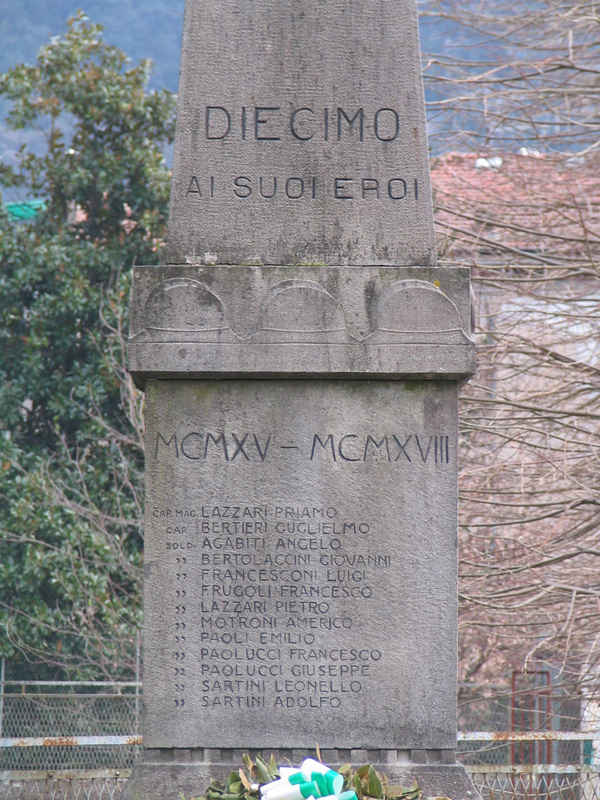 DIECIMO
AI SUOI EROI
MCMXV – MCMXVIII
CAP. MAG. LAZZARI PRIAMO
CAP. BERTIERI GUGLIELMO
SOLD. AGABITI ANGELO
" BERTOLACCINI GIOVANNI
" FRANCESCONI LUIGI
" FRUGOLI FRANCESCO
" LAZZARI PIETRO
" MOTRONI AMERICO
" PAOLI EMILIO
" PAOLUCCI FRANCESCO
" PAOLUCCI GIUSEPPE
" SARTINI LEONELLO
" SARTINI ADOLFO